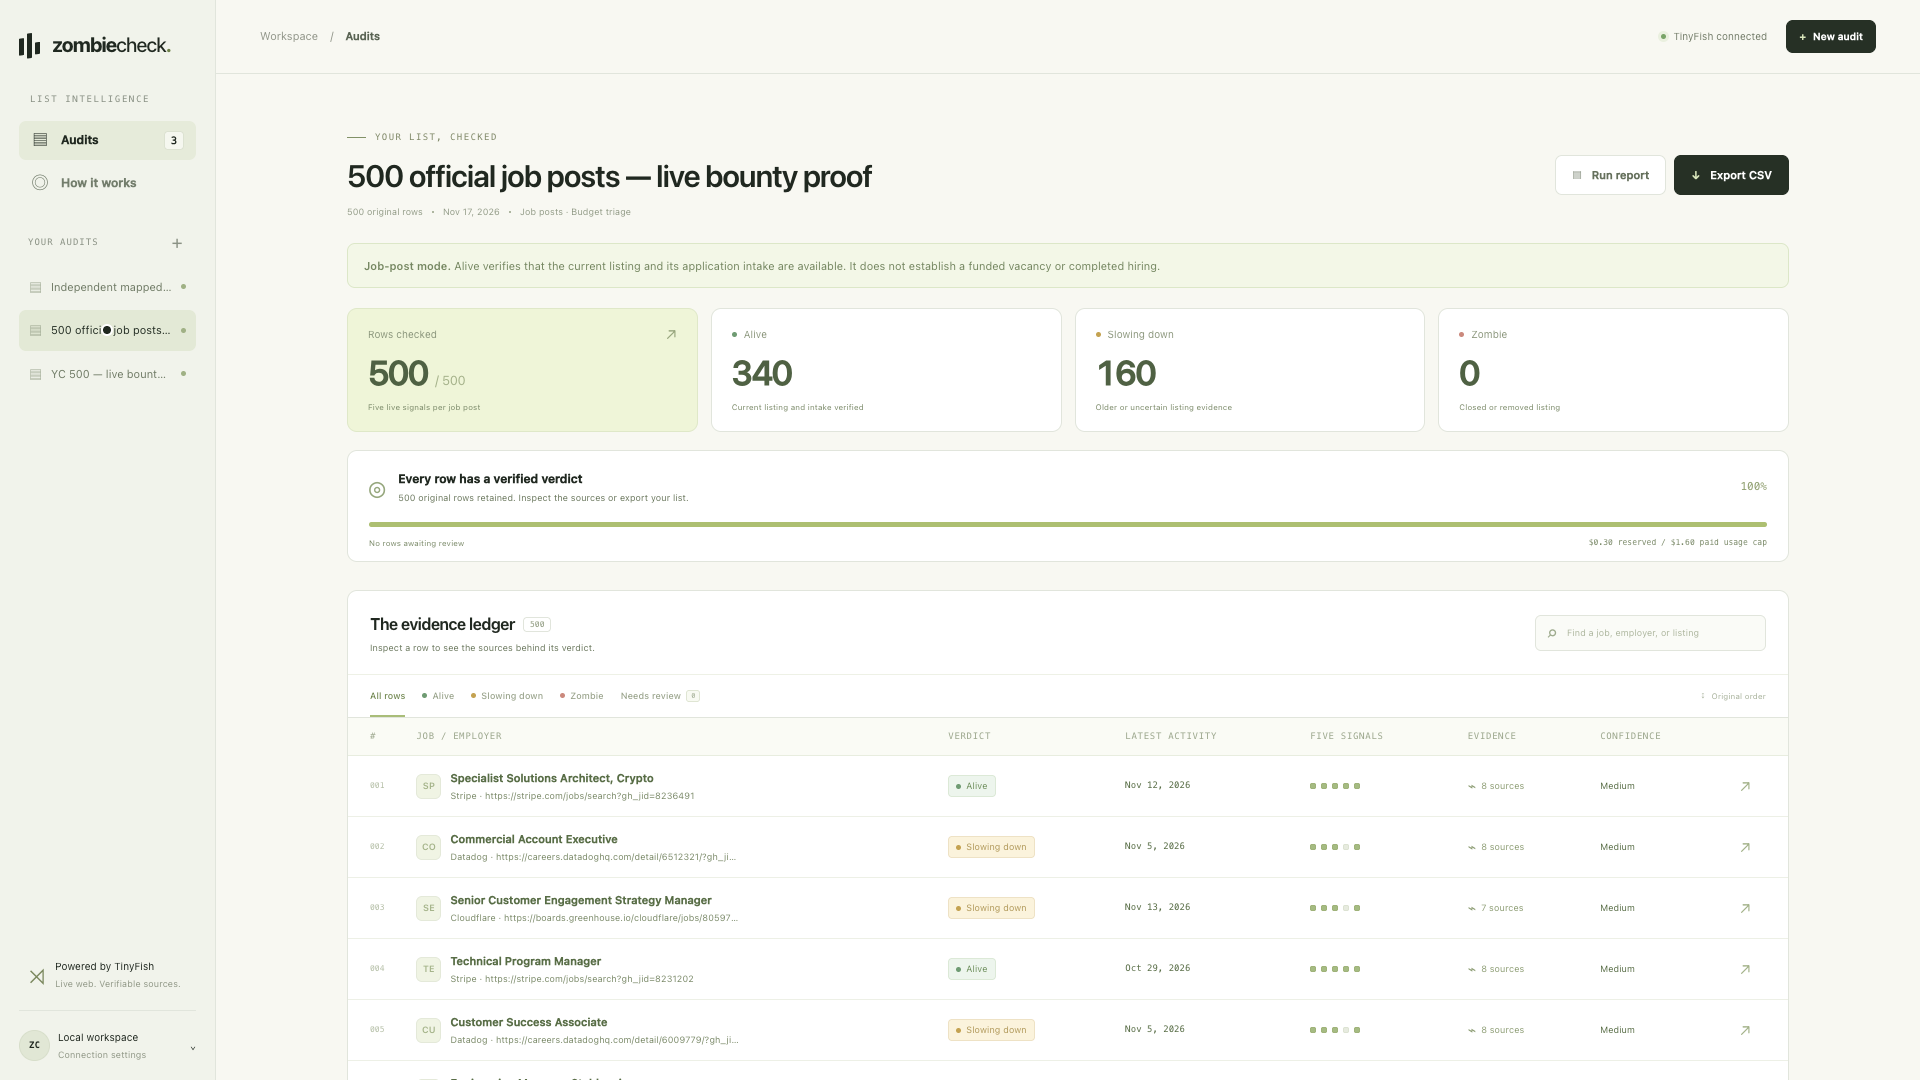 zombiecheck.
LIST INTELLIGENCE
Audits 3
How it works
YOUR AUDITS +
Independent mapped...
500 offici job posts...
YC 500 — live bount...
Powered by TinyFish
Live web. Verifiable sources.
ZC
Local workspace
Connection settings
Workspace / Audits
TinyFish connected
+ New audit
YOUR LIST, CHECKED
500 official job posts — live bounty proof
500 original rows • Nov 17, 2026 • Job posts · Budget triage
Run report
↓ Export CSV
Job-post mode. Alive verifies that the current listing and its application intake are available. It does not establish a funded vacancy or completed hiring.
Rows checked ↗
500 / 500
Five live signals per job post
Alive
340
Current listing and intake verified
Slowing down
160
Older or uncertain listing evidence
Zombie
0
Closed or removed listing
Every row has a verified verdict
500 original rows retained. Inspect the sources or export your list.
100%
No rows awaiting review
$0.30 reserved / $1.60 paid usage cap
The evidence ledger 500
Inspect a row to see the sources behind its verdict.
Find a job, employer, or listing
All rows Alive Slowing down Zombie Needs review 0
Original order
# JOB / EMPLOYER VERDICT LATEST ACTIVITY FIVE SIGNALS EVIDENCE CONFIDENCE
001 SP Specialist Solutions Architect, Crypto Alive Nov 12, 2026 8 sources Medium ↗
Stripe · https://stripe.com/jobs/search?gh_jid=8236491
002 CO Commercial Account Executive Slowing down Nov 5, 2026 8 sources Medium ↗
Datadog · https://careers.datadoghq.com/detail/6512321/?gh_ji...
003 SE Senior Customer Engagement Strategy Manager Slowing down Nov 13, 2026 7 sources Medium ↗
Cloudflare · https://boards.greenhouse.io/cloudflare/jobs/80597...
004 TE Technical Program Manager Alive Oct 29, 2026 8 sources Medium ↗
Stripe · https://stripe.com/jobs/search?gh_jid=8231202
005 CU Customer Success Associate Slowing down Nov 5, 2026 8 sources Medium ↗
Datadog · https://careers.datadoghq.com/detail/6009779/?gh_ji...